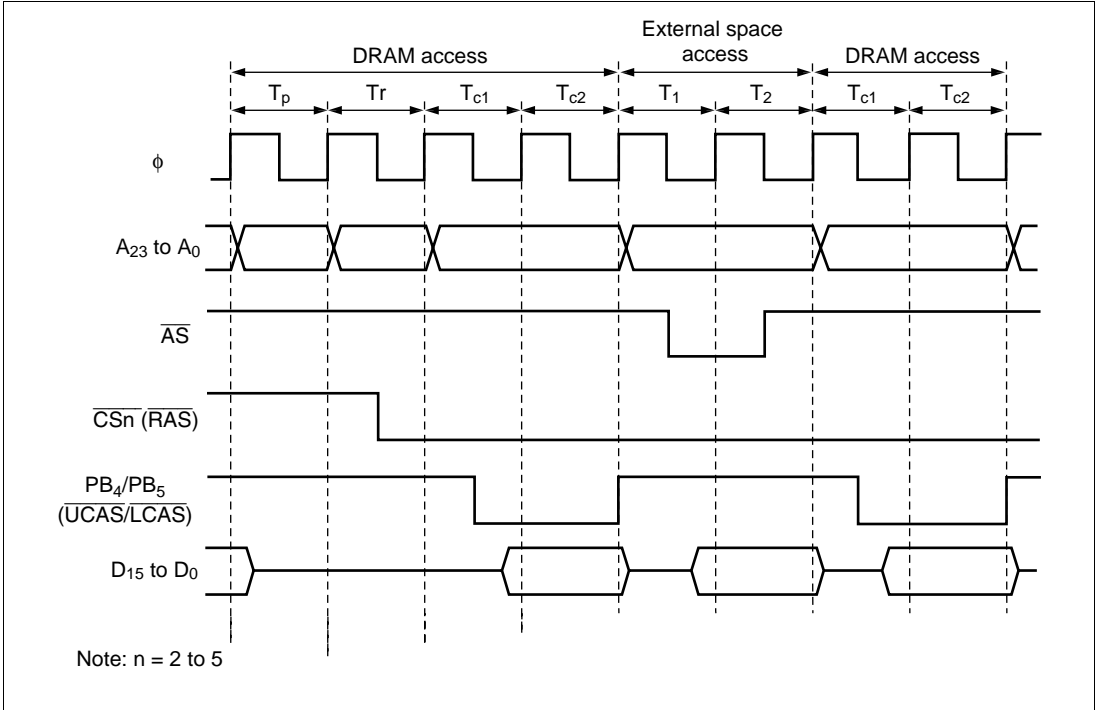 External space
access
DRAM access
DRAM access
Tp Tr Tc1 Tc2 T1 T2 Tc1 Tc2
φ
A23 to A0
AS
CSn (RAS)
PB4/PB5
(UCAS/LCAS)
D15 to D0
Note: n = 2 to 5